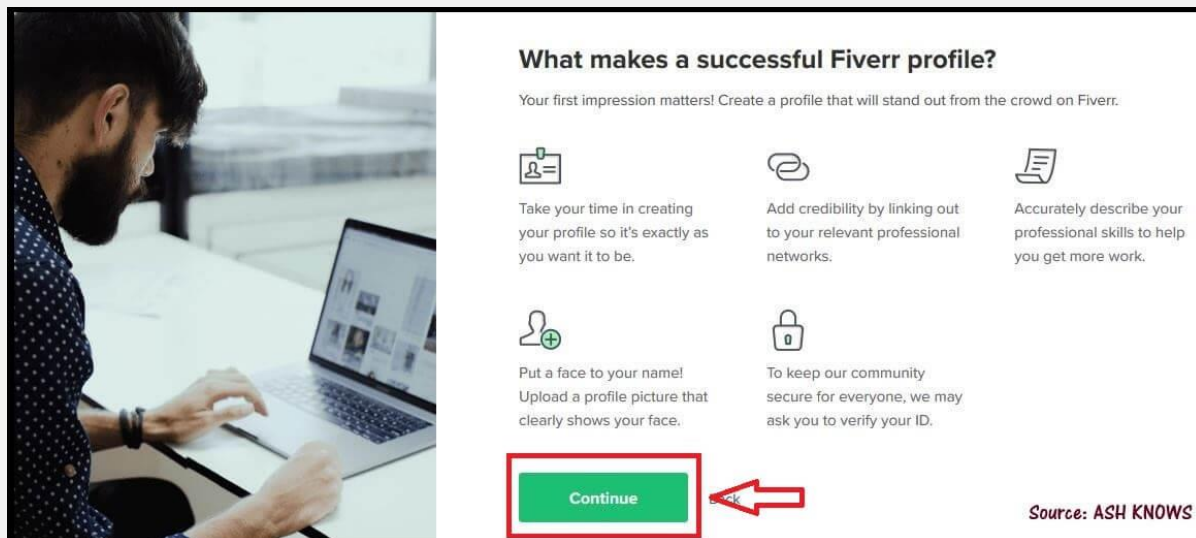 What makes a successful Fiverr profile?
Your first impression matters! Create a profile that will stand out from the crowd on Fiverr.
Take your time in creating
your profile so it's exactly as
you want it to be.
Add credibility by linking out
to your relevant professional
networks.
Accurately describe your
professional skills to help
you get more work.
Put a face to your name!
Upload a profile picture that
clearly shows your face.
To keep our community
secure for everyone, we may
ask you to verify your ID.
Continue
Source: ASH KNOWS